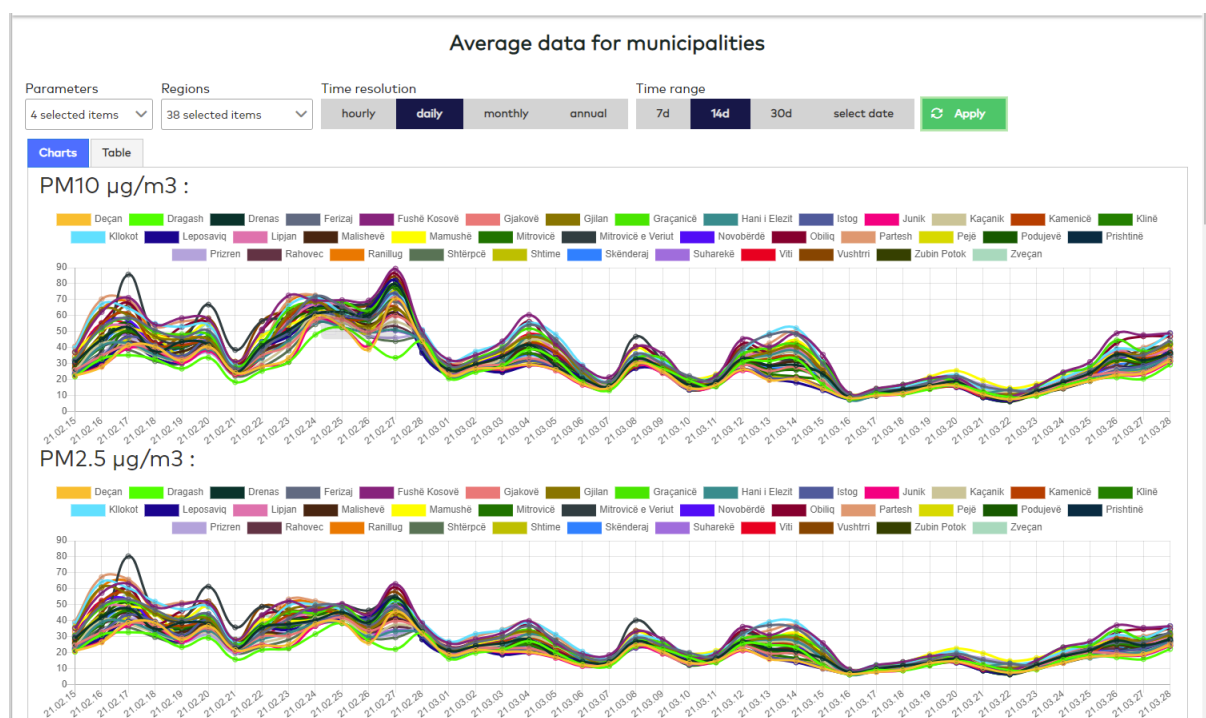 Average data for municipalities
Parameters Regions Time resolution Time range
4 selected items 38 selected items hourly daily monthly annual 7d 14d 30d select date Apply
Charts Table
PM10 µg/m3 :
Deçan Dragash Drenas Ferizaj Fushë Kosovë Gjakovë Gjilan Graçanicë Hani i Elezit Istog Junik Kaçanik Kamenicë Klinë
Kllokot Leposaviq Lipjan Malishevë Mamushë Mitrovicë Mitrovicë e Veriut Novobërdë Obiliq Partesh Pejë Podujevë Prishtinë
Prizren Rahovec Ranillug Shtërpcë Shtime Skënderaj Suharekë Viti Vushtrri Zubin Potok Zveçan
90
80
70
60
50
40
30
20
10
0
21.02.15 21.02.16 21.02.17 21.02.18 21.02.19 21.02.20 21.02.21 21.02.22 21.02.23 21.02.24 21.02.25 21.02.26 21.02.27 21.02.28 21.03.01 21.03.02 21.03.03 21.03.04 21.03.05 21.03.06 21.03.07 21.03.08 21.03.09 21.03.10 21.03.11 21.03.12 21.03.13 21.03.14 21.03.15 21.03.16 21.03.17 21.03.18 21.03.19 21.03.20 21.03.21 21.03.22 21.03.23 21.03.24 21.03.25 21.03.26 21.03.27 21.03.28
PM2.5 µg/m3 :
Deçan Dragash Drenas Ferizaj Fushë Kosovë Gjakovë Gjilan Graçanicë Hani i Elezit Istog Junik Kaçanik Kamenicë Klinë
Kllokot Leposaviq Lipjan Malishevë Mamushë Mitrovicë Mitrovicë e Veriut Novobërdë Obiliq Partesh Pejë Podujevë Prishtinë
Prizren Rahovec Ranillug Shtërpcë Shtime Skënderaj Suharekë Viti Vushtrri Zubin Potok Zveçan
90
80
70
60
50
40
30
20
10
0
21.02.15 21.02.16 21.02.17 21.02.18 21.02.19 21.02.20 21.02.21 21.02.22 21.02.23 21.02.24 21.02.25 21.02.26 21.02.27 21.02.28 21.03.01 21.03.02 21.03.03 21.03.04 21.03.05 21.03.06 21.03.07 21.03.08 21.03.09 21.03.10 21.03.11 21.03.12 21.03.13 21.03.14 21.03.15 21.03.16 21.03.17 21.03.18 21.03.19 21.03.20 21.03.21 21.03.22 21.03.23 21.03.24 21.03.25 21.03.26 21.03.27 21.03.28